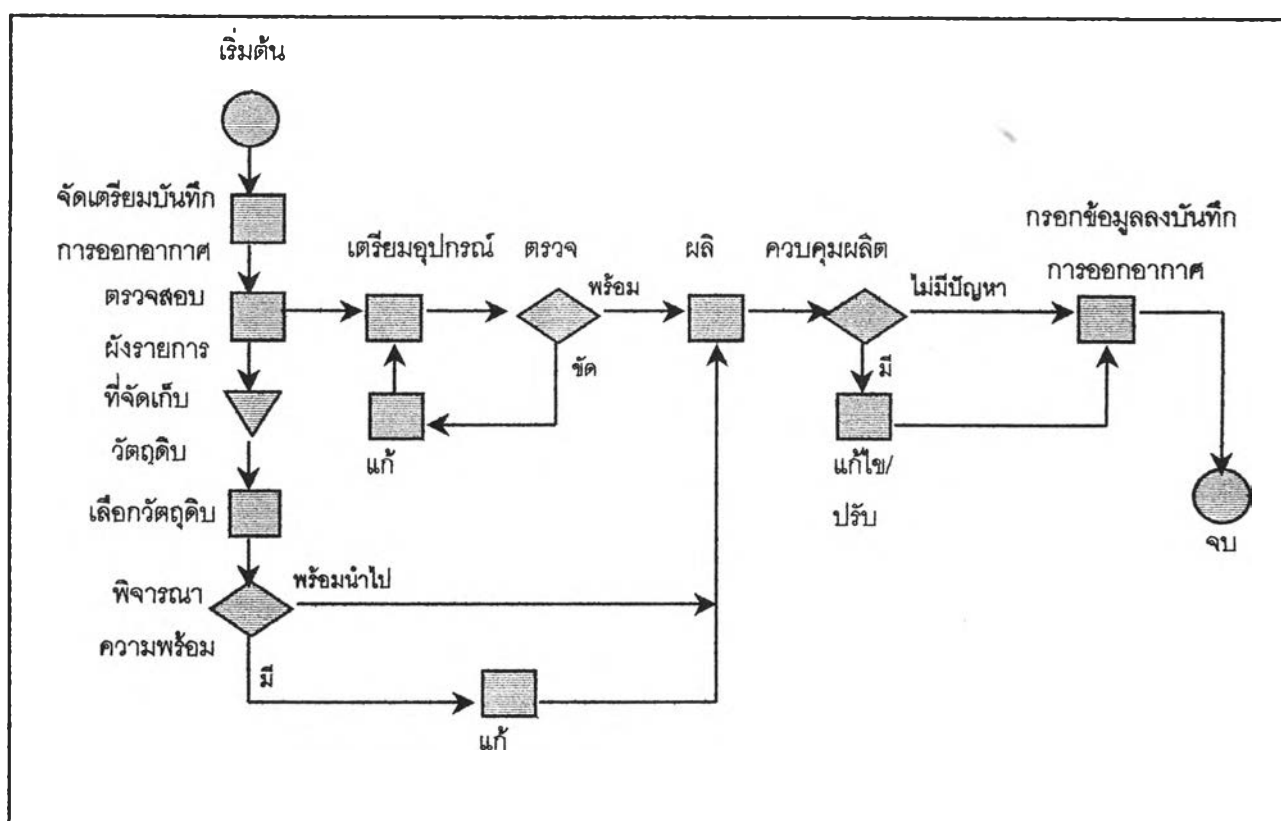 เริ่มต้น
จัดเตรียมบันทึก
การออกอากาศ
ตรวจสอบ
ผังรายการ
ที่จัดเก็บ
วัตถุดิบ
เลือกวัตถุดิบ
พิจารณา
ความพร้อม
พร้อมนำไป
มี
แก้
เตรียมอุปกรณ์
ตรวจ
พร้อม
ขัด
แก้
ผลิ
ควบคุมผลิต
ไม่มีปัญหา
มี
แก้ไข/
ปรับ
กรอกข้อมูลลงบันทึก
การออกอากาศ
จบ